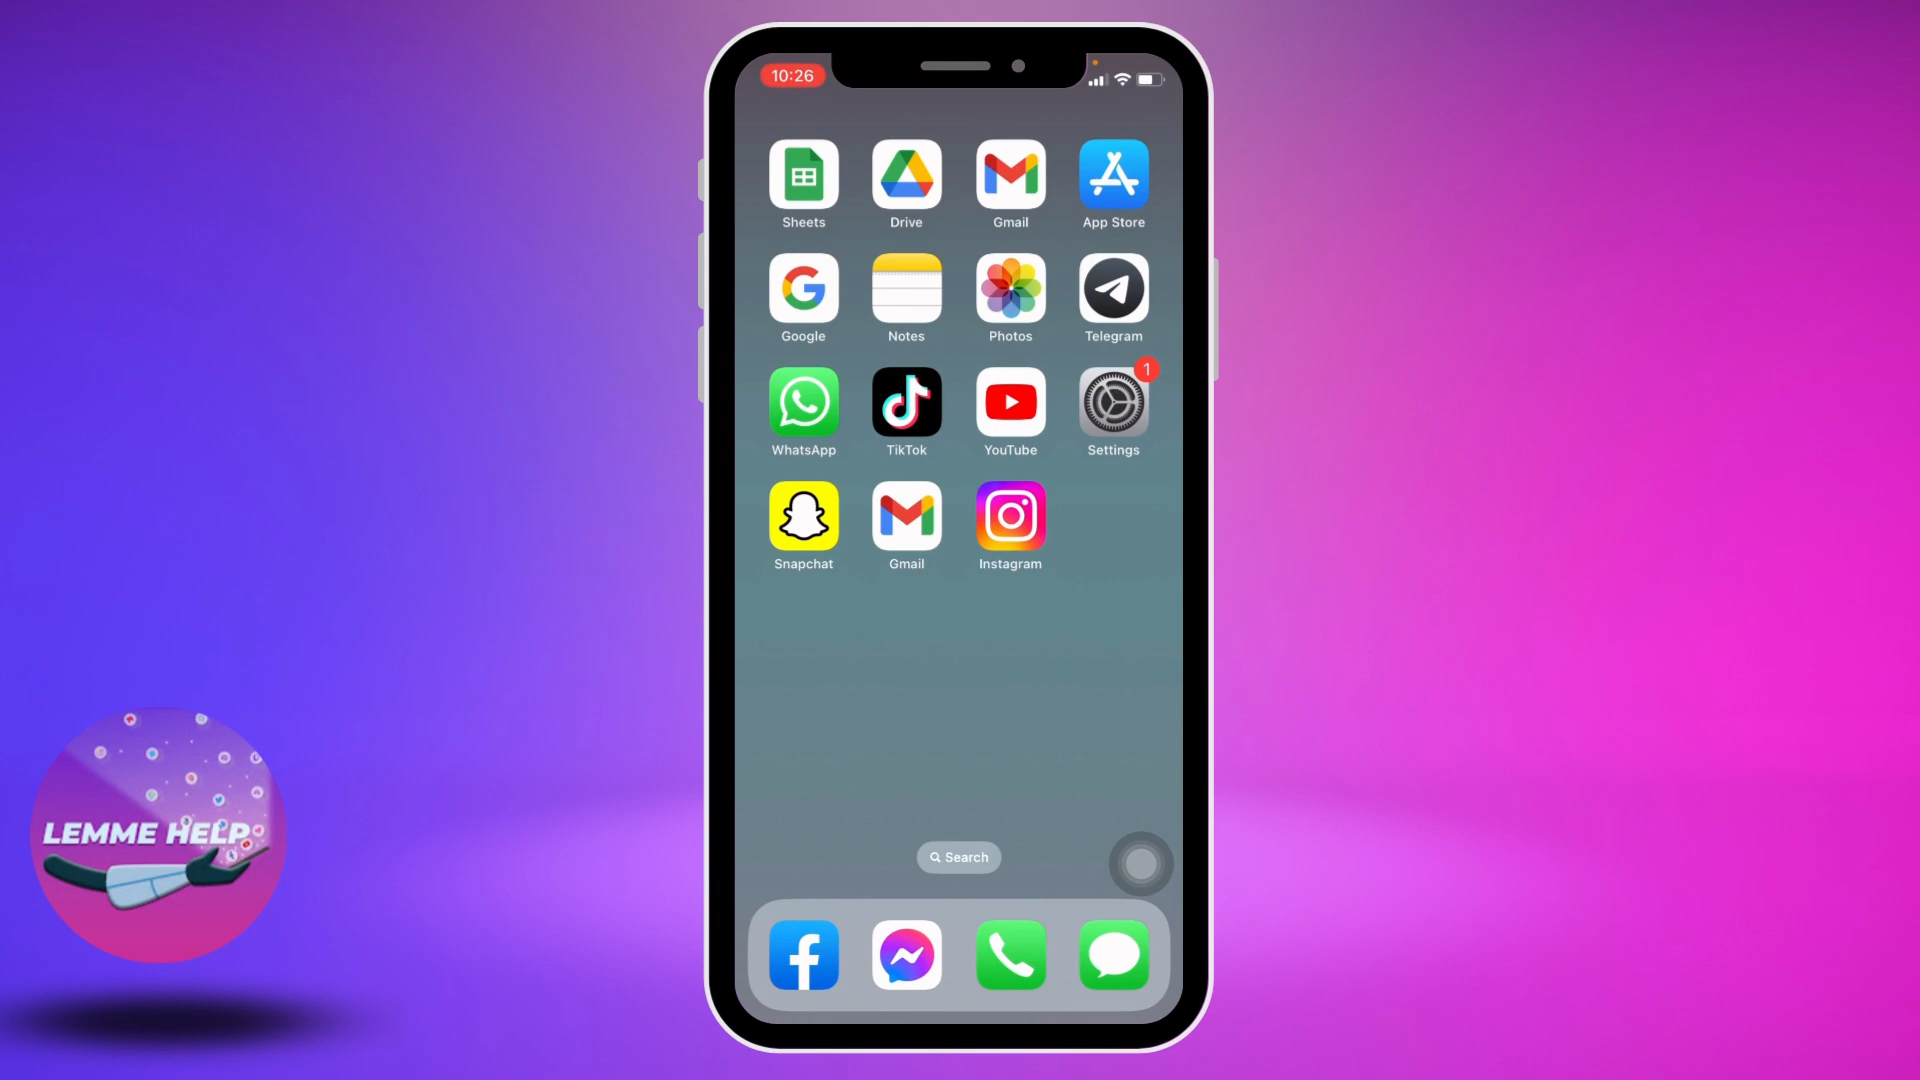 10:26
Sheets
Drive
Gmail
App Store
Google
Notes
Photos
Telegram
1
WhatsApp
TikTok
YouTube
Settings
Snapchat
Gmail
Instagram
Search
LEMME HELP